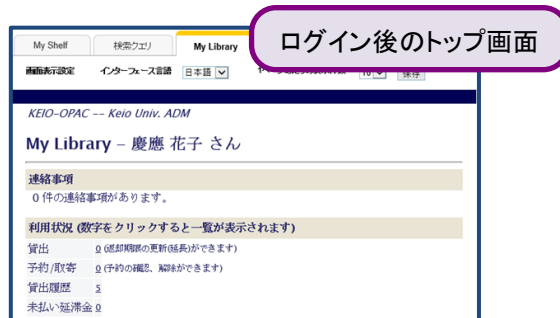 ログイン後のトップ画面
My Shelf 検索クエリ My Library
画面表示設定 インターフェース言語 日本語 10 保存
KEIO-OPAC -- Keio Univ. ADM
My Library – 慶應 花子 さん
連絡事項
0 件の連絡事項があります。
利用状況 (数字をクリックすると一覧が表示されます)
貸出 0 (返却期限の更新(延長)ができます)
予約/取寄 0 (予約の確認、解除ができます)
貸出履歴 5
未払い延滞金 0